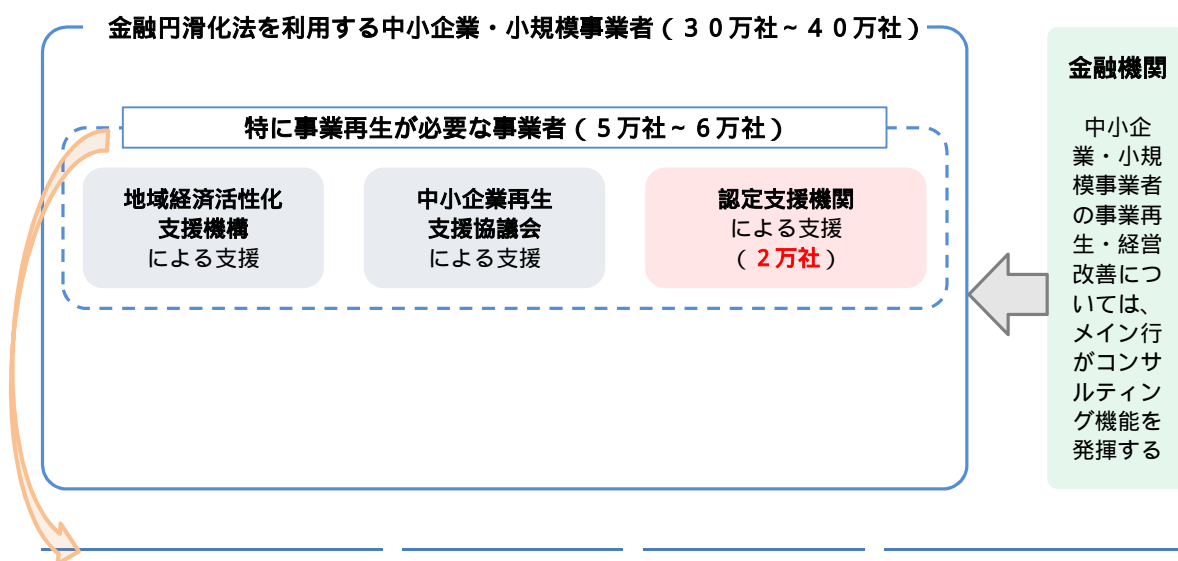 金融円滑化法を利用する中小企業・小規模事業者（３０万社~４０万社）
特に事業再生が必要な事業者（５万社~６万社）
地域経済活性化
支援機構
による支援
中小企業再生
支援協議会
による支援
認定支援機関
による支援
（２万社）
金融機関
中小企
業・小規
模事業者
の事業再
生・経営
改善につ
いては、
メイン行
がコンサ
ルティン
グ機能を
発揮する